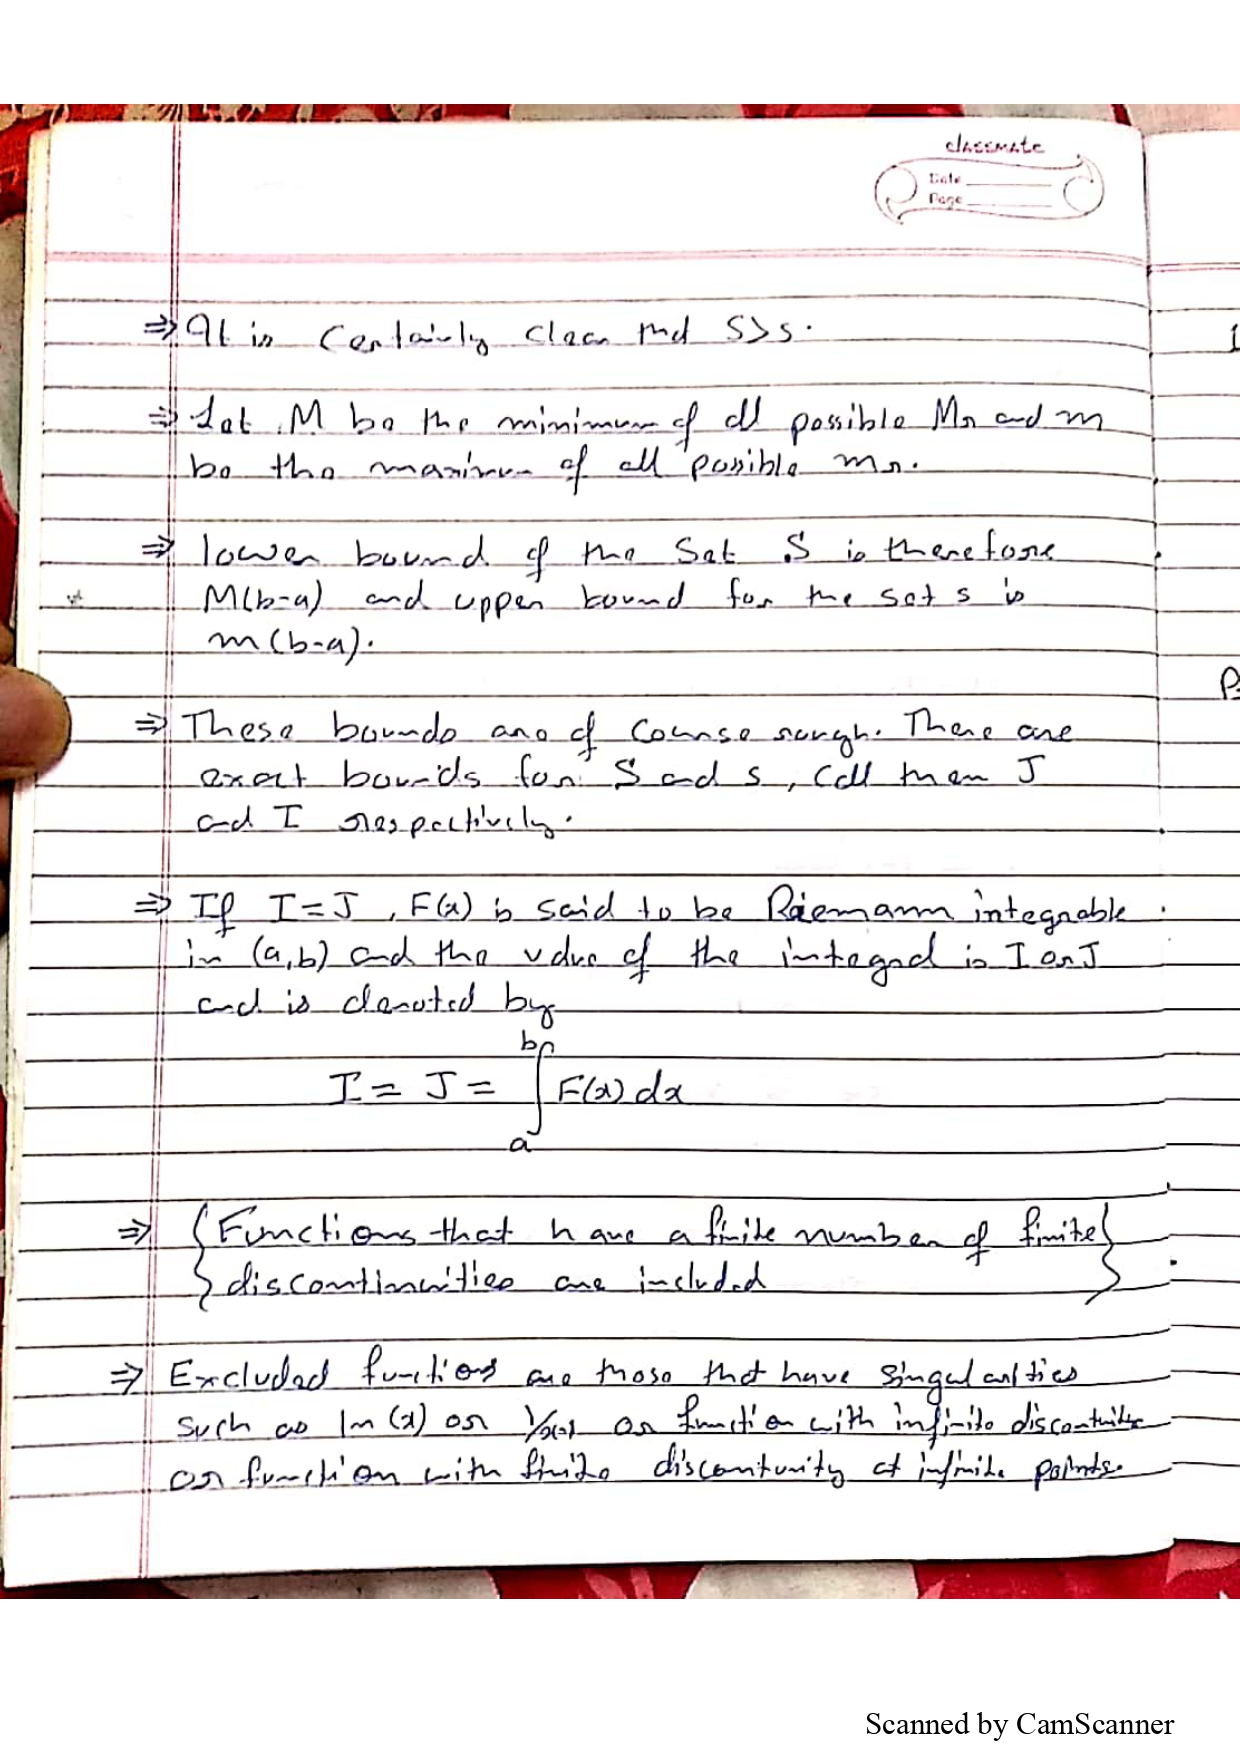 classmate
Date
Page
⇒ It is certainly clear that S>s.
⇒ Let M be the minimum of all possible Mr and m
be the maximum of all possible mr.
⇒ lower bound of the set S is therefore
M(b-a) and upper bound for the set s is
m(b-a).
⇒ These bounds are of course rough. There are
exact bounds for S and s, call them J
and I respectively.
⇒ If I=J, F(x) is said to be Riemann integrable
in (a,b) and the value of the integral is I or J
and is denoted by
I = J = ∫_a^b F(x) dx
⇒ {Functions that have a finite number of finite
discontinuities are included}
⇒ Excluded functions are those that have singularities
such as ln(x) or 1/(x-1) or function with infinite discontinuities
or function with finite discontunity at infinite points.
Scanned by CamScanner